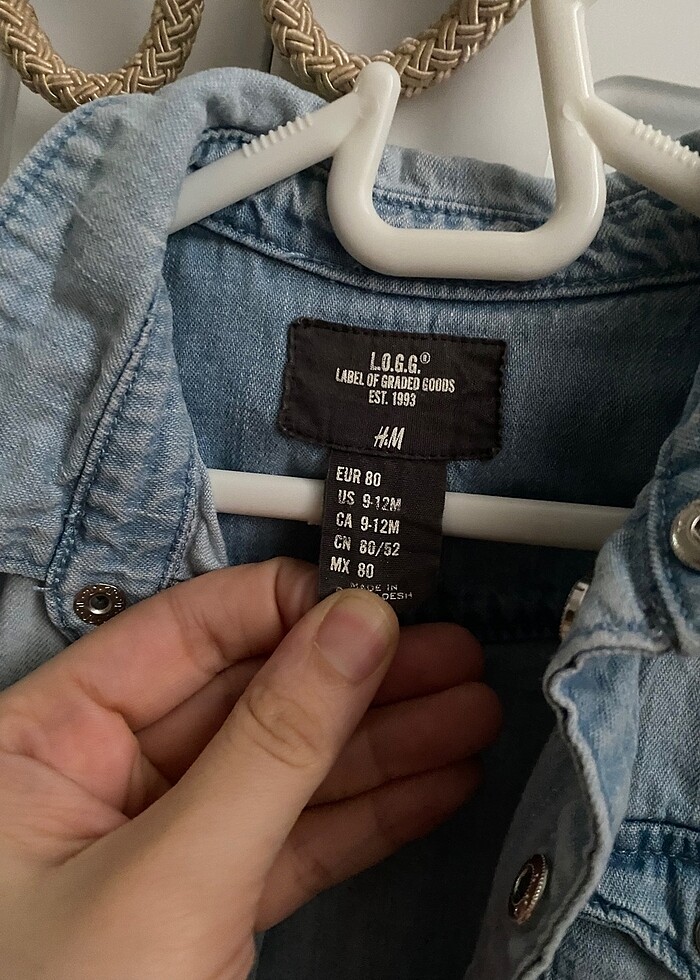 L.O.G.G.®
LABEL OF GRADED GOODS
EST. 1993
H&M
EUR 80
US 9-12M
CA 9-12M
CN 80/52
MX 80
MADE IN